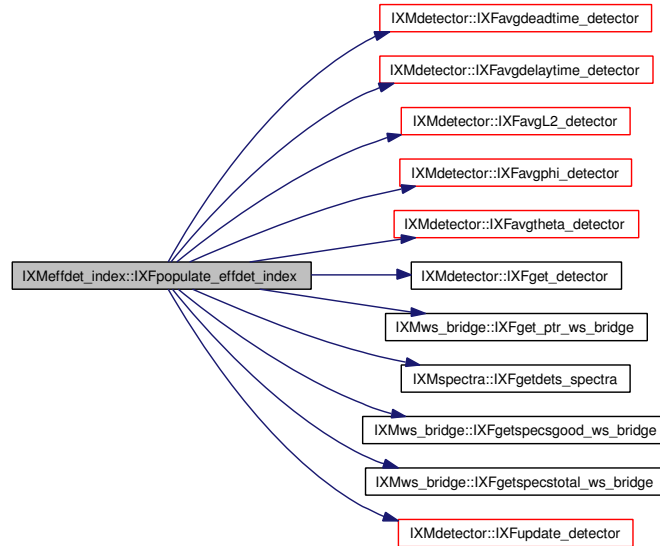 IXMdetector::IXFavgdeadtime_detector
IXMdetector::IXFavgdelaytime_detector
IXMdetector::IXFavgL2_detector
IXMdetector::IXFavgphi_detector
IXMdetector::IXFavgtheta_detector
IXMeffdet_index::IXFpopulate_effdet_index
IXMdetector::IXFget_detector
IXMws_bridge::IXFget_ptr_ws_bridge
IXMspectra::IXFgetdets_spectra
IXMws_bridge::IXFgetspecsgood_ws_bridge
IXMws_bridge::IXFgetspecstotal_ws_bridge
IXMdetector::IXFupdate_detector